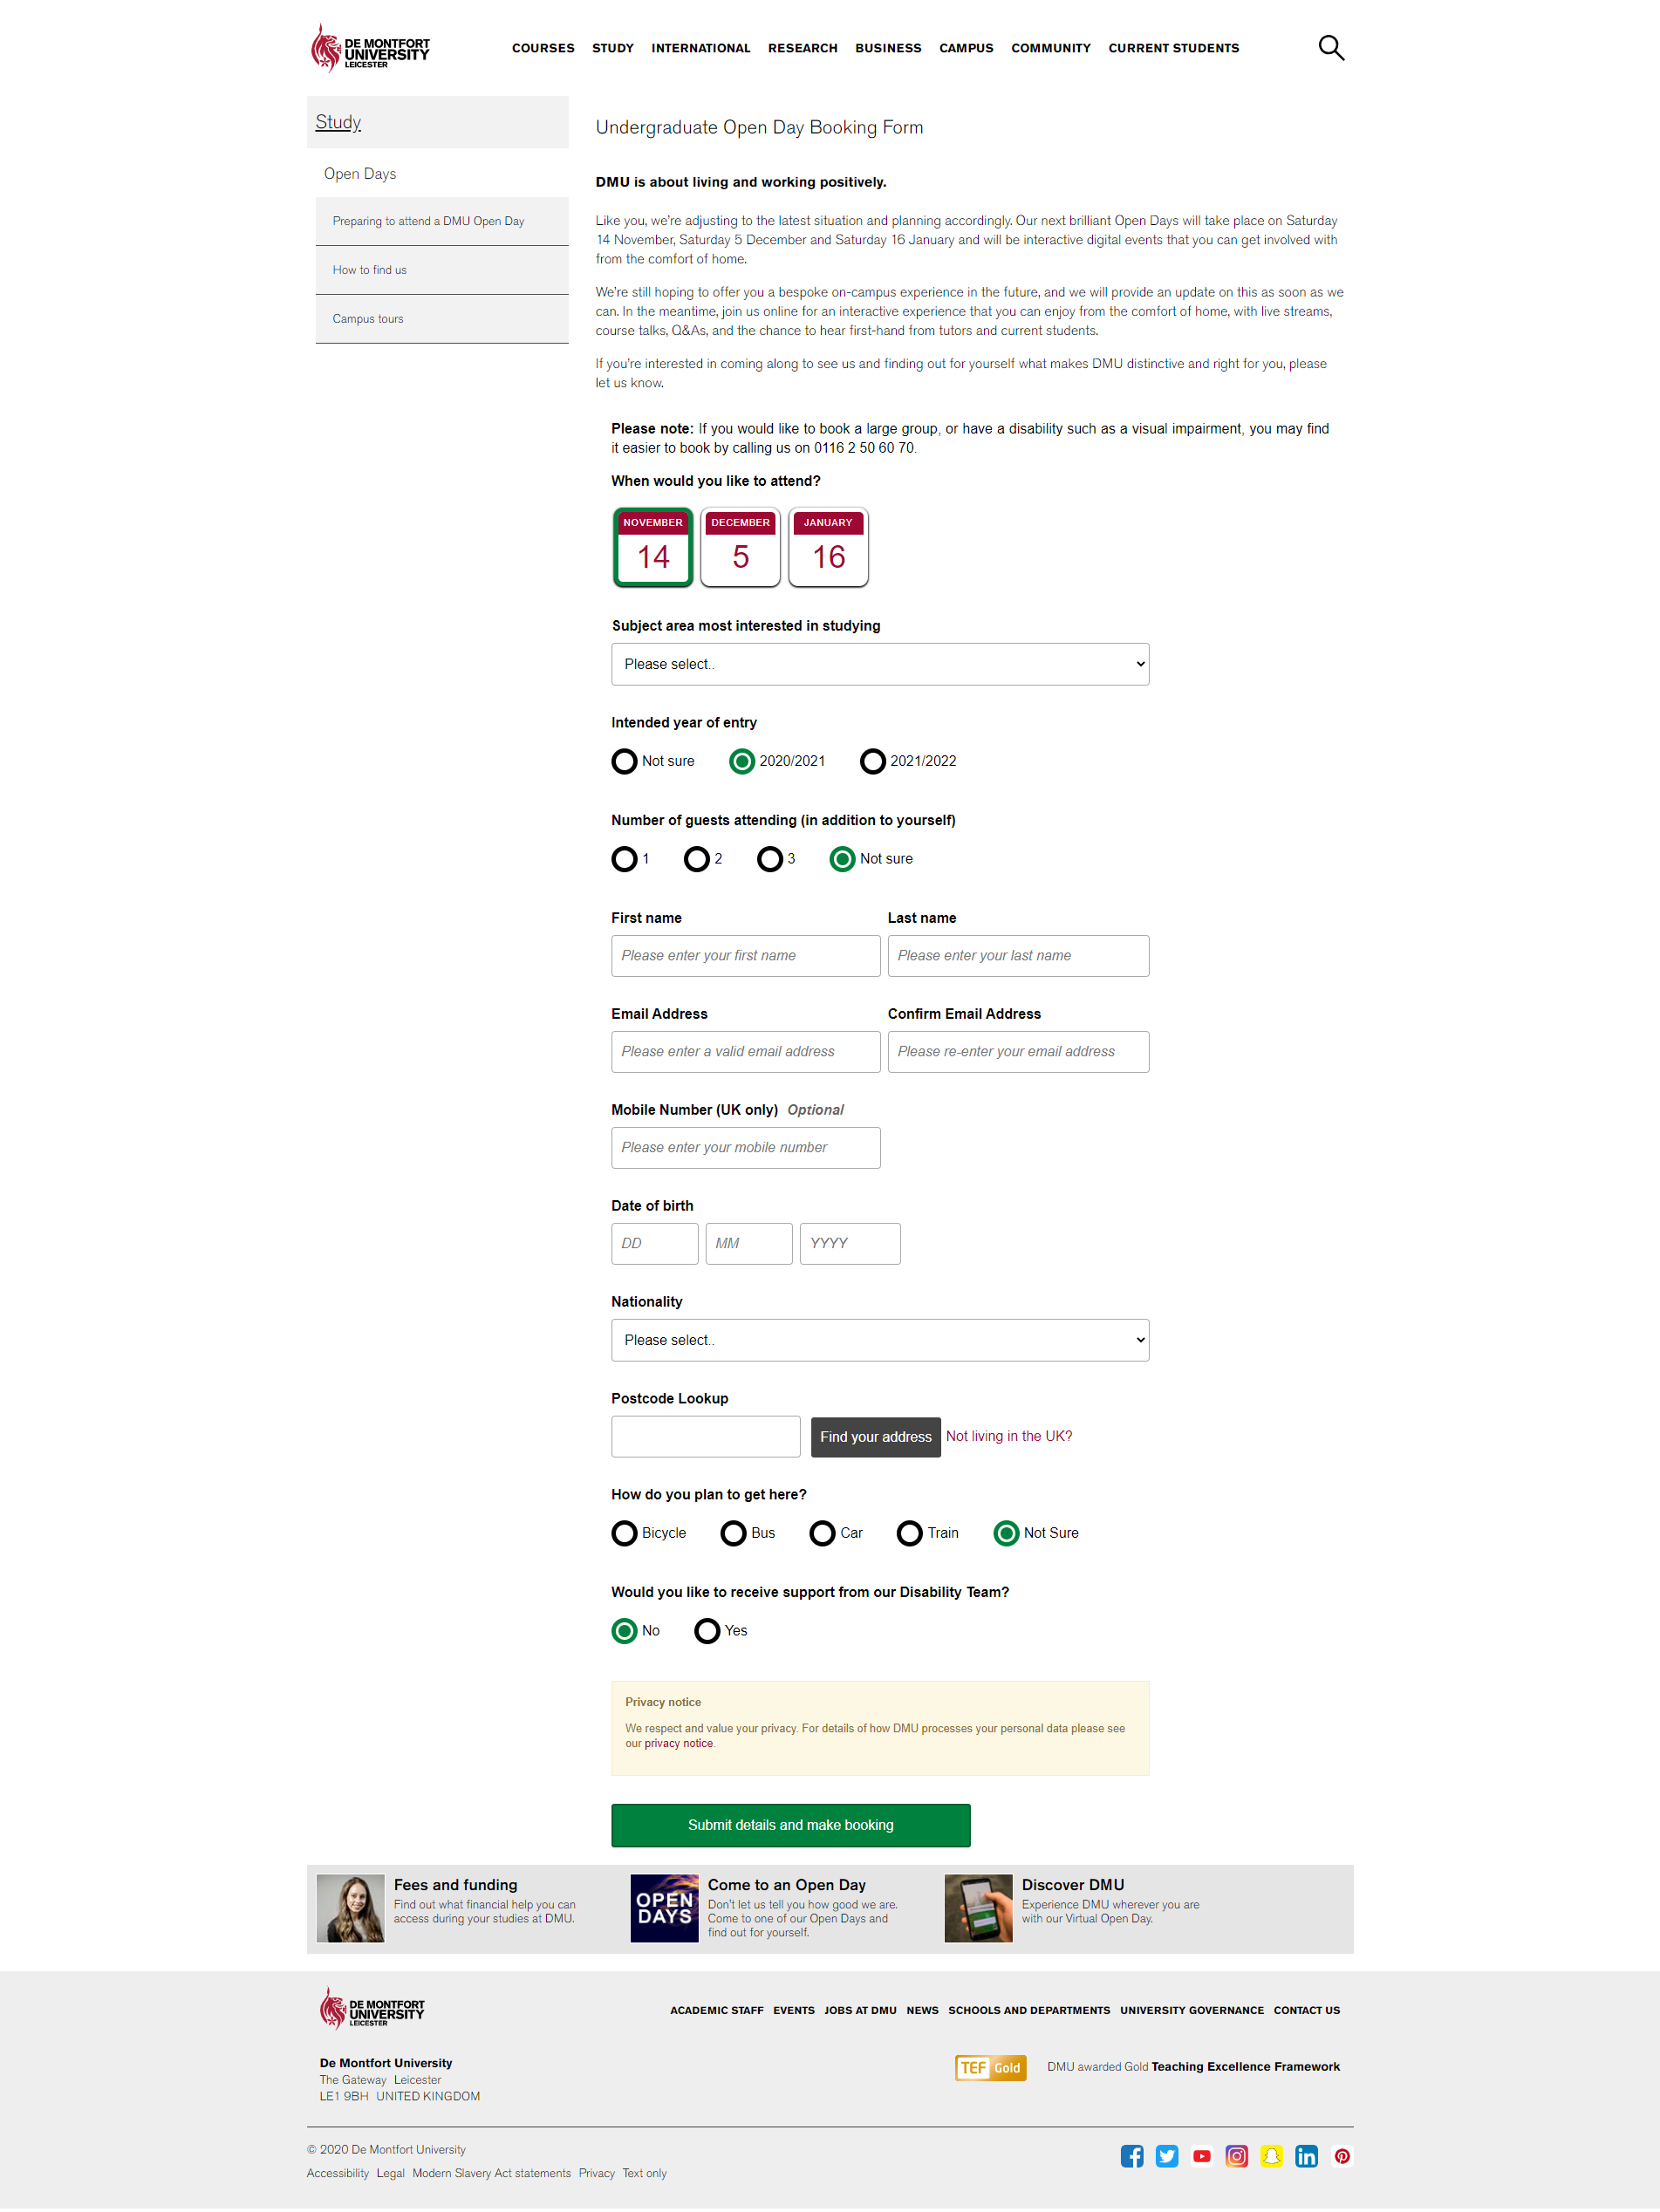 DE MONTFORT
UNIVERSITY
LEICESTER
COURSES STUDY INTERNATIONAL RESEARCH BUSINESS CAMPUS COMMUNITY CURRENT STUDENTS
Study
Open Days
Preparing to attend a DMU Open Day
How to find us
Campus tours
Undergraduate Open Day Booking Form
DMU is about living and working positively.
Like you, we're adjusting to the latest situation and planning accordingly. Our next brilliant Open Days will take place on Saturday
14 November, Saturday 5 December and Saturday 16 January and will be interactive digital events that you can get involved with
from the comfort of home.
We're still hoping to offer you a bespoke on-campus experience in the future, and we will provide an update on this as soon as we
can. In the meantime, join us online for an interactive experience that you can enjoy from the comfort of home, with live streams,
course talks, Q&As, and the chance to hear first-hand from tutors and current students.
If you're interested in coming along to see us and finding out for yourself what makes DMU distinctive and right for you, please
let us know.
Please note: If you would like to book a large group, or have a disability such as a visual impairment, you may find
it easier to book by calling us on 0116 2 50 60 70.
When would you like to attend?
NOVEMBER DECEMBER JANUARY
14 5 16
Subject area most interested in studying
Please select..
Intended year of entry
Not sure 2020/2021 2021/2022
Number of guests attending (in addition to yourself)
1 2 3 Not sure
First name Last name
Please enter your first name Please enter your last name
Email Address Confirm Email Address
Please enter a valid email address Please re-enter your email address
Mobile Number (UK only) Optional
Please enter your mobile number
Date of birth
DD MM YYYY
Nationality
Please select..
Postcode Lookup
Find your address Not living in the UK?
How do you plan to get here?
Bicycle Bus Car Train Not Sure
Would you like to receive support from our Disability Team?
No Yes
Privacy notice
We respect and value your privacy. For details of how DMU processes your personal data please see
our privacy notice.
Submit details and make booking
Fees and funding
Find out what financial help you can
access during your studies at DMU.
OPEN
DAYS
Come to an Open Day
Don't let us tell you how good we are.
Come to one of our Open Days and
find out for yourself.
Discover DMU
Experience DMU wherever you are
with our Virtual Open Day.
DE MONTFORT
UNIVERSITY
LEICESTER
ACADEMIC STAFF EVENTS JOBS AT DMU NEWS SCHOOLS AND DEPARTMENTS UNIVERSITY GOVERNANCE CONTACT US
De Montfort University
The Gateway Leicester
LE1 9BH UNITED KINGDOM
TEF Gold DMU awarded Gold Teaching Excellence Framework
© 2020 De Montfort University
Accessibility Legal Modern Slavery Act statements Privacy Text only